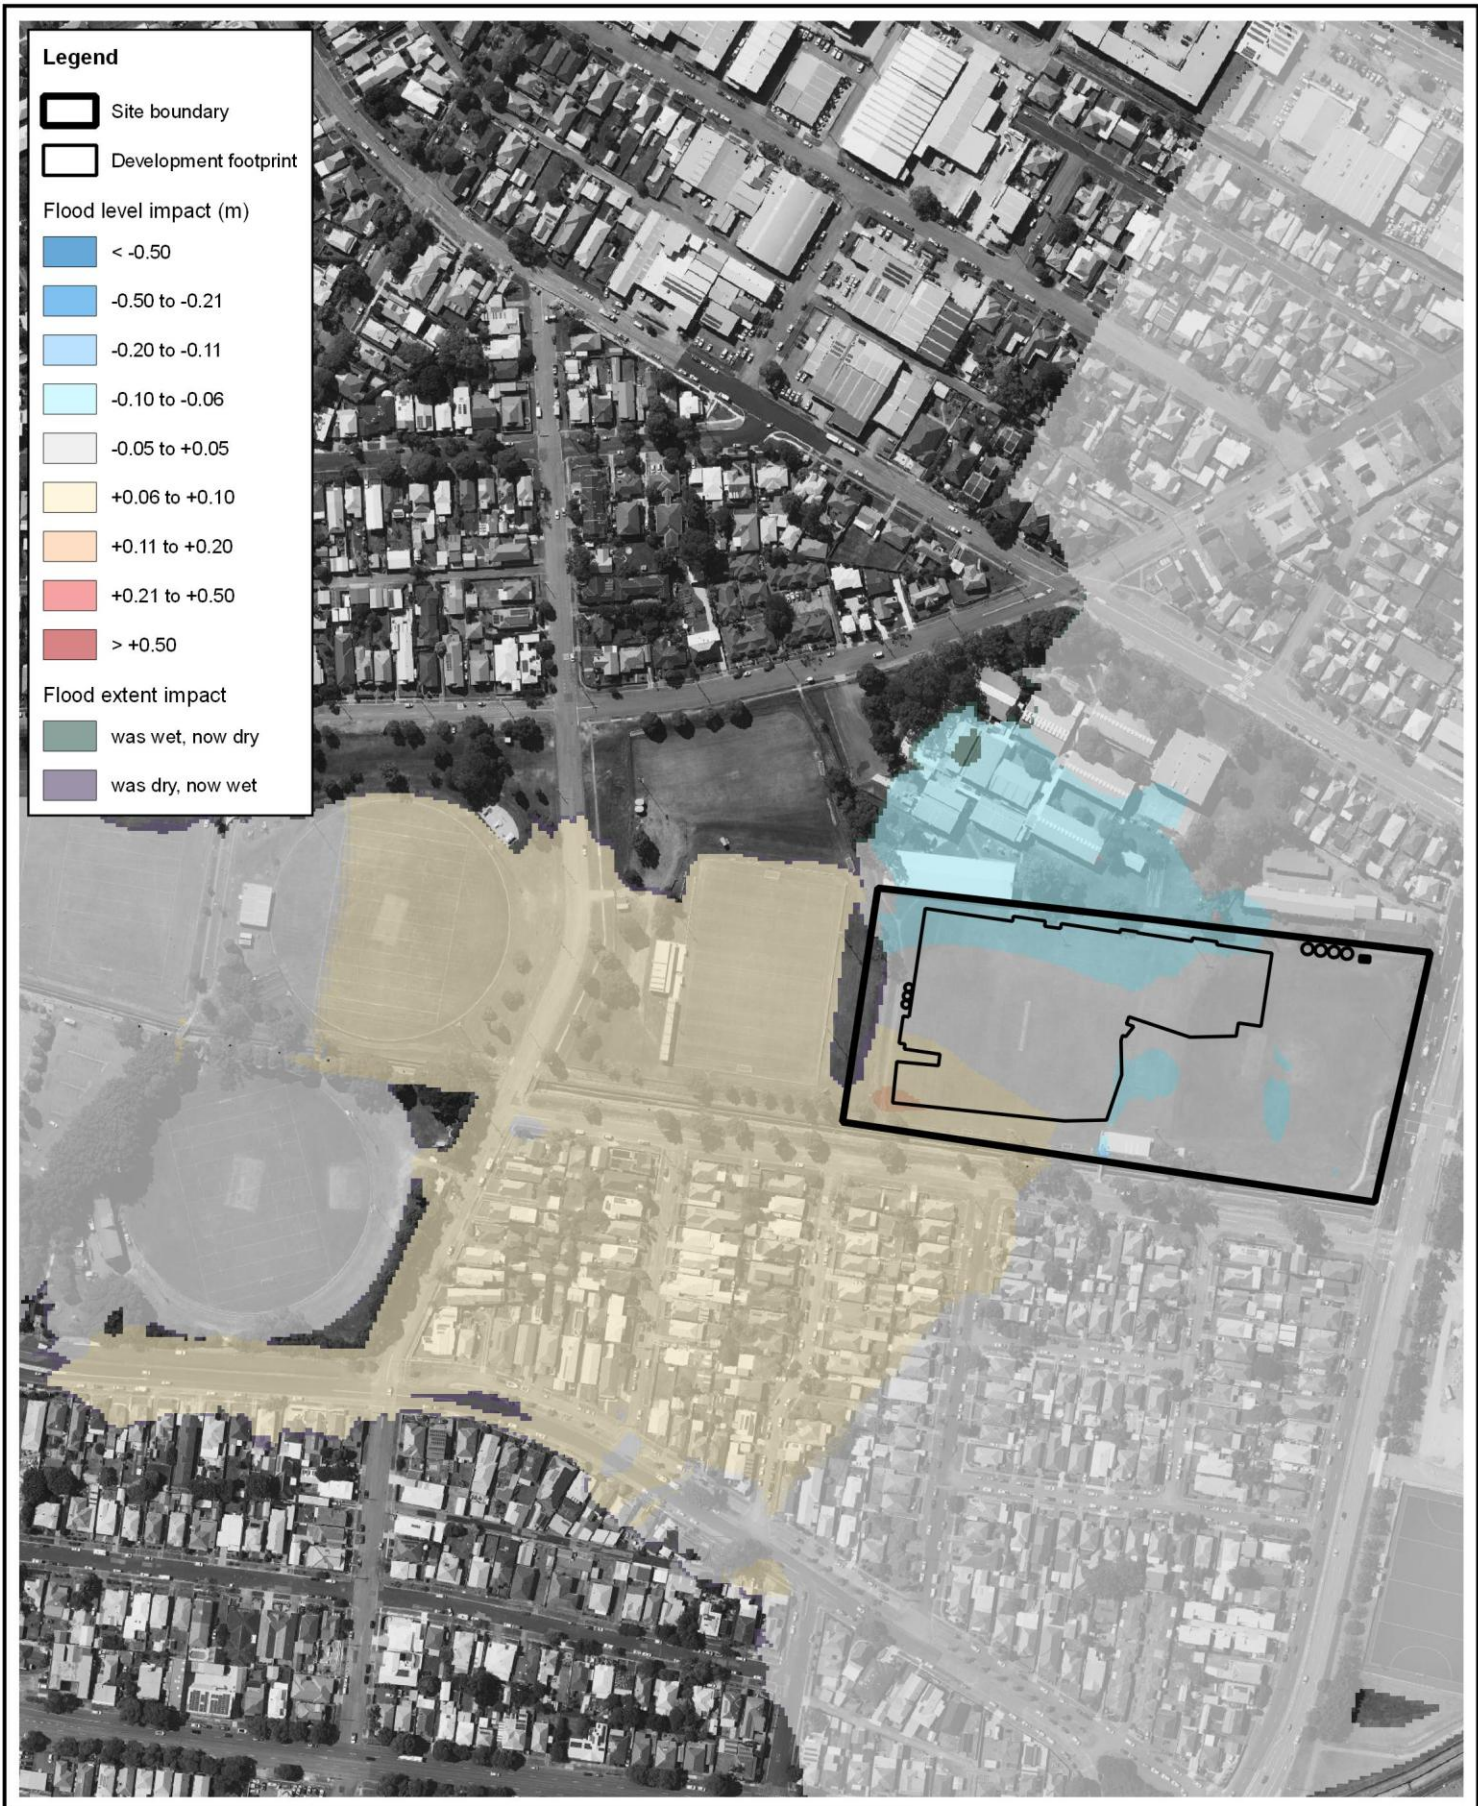 Legend
Site boundary
Development footprint
Flood level impact (m)
< -0.50
-0.50 to -0.21
-0.20 to -0.11
-0.10 to -0.06
-0.05 to +0.05
+0.06 to +0.10
+0.11 to +0.20
+0.21 to +0.50
> +0.50
Flood extent impact
was wet, now dry
was dry, now wet